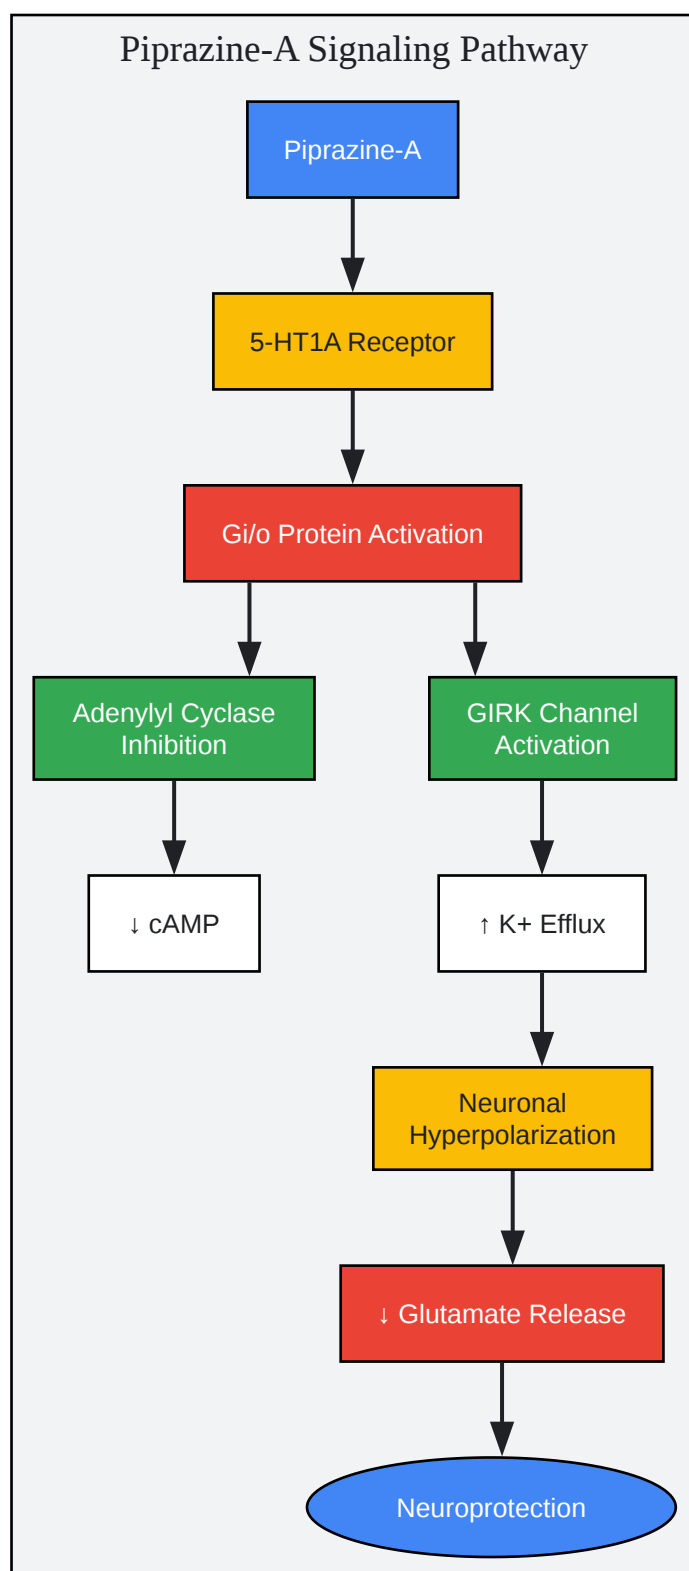 Piprazine-A Signaling Pathway
Piprazine-A
5-HT1A Receptor
Gi/o Protein Activation
Adenylyl Cyclase
Inhibition
GIRK Channel
Activation
↓ cAMP
↑ K+ Efflux
Neuronal
Hyperpolarization
↓ Glutamate Release
Neuroprotection